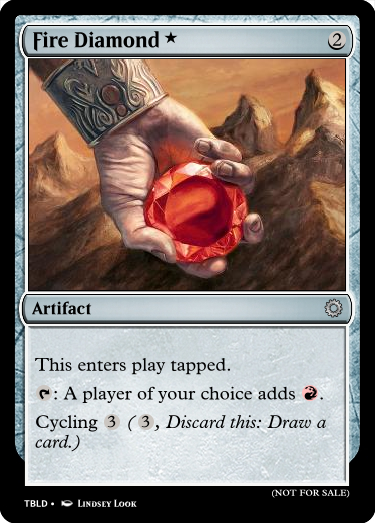 Fire Diamond ★ 2
Artifact
This enters play tapped.
: A player of your choice adds .
Cycling 3 ( 3, Discard this: Draw a
card.)
(NOT FOR SALE)
TBLD • Lindsey Look